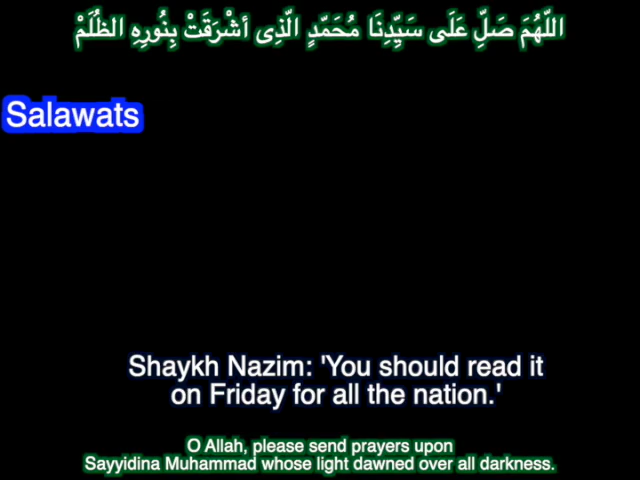 اللّهُمَ صَلِّ عَلَى سَيِّدِنَا مُحَمّدٍ الّذِى أشْرَقَتْ بِنُورِهِ الظُلَمْ
Salawats
Shaykh Nazim: 'You should read it
on Friday for all the nation.'
O Allah, please send prayers upon
Sayyidina Muhammad whose light dawned over all darkness.